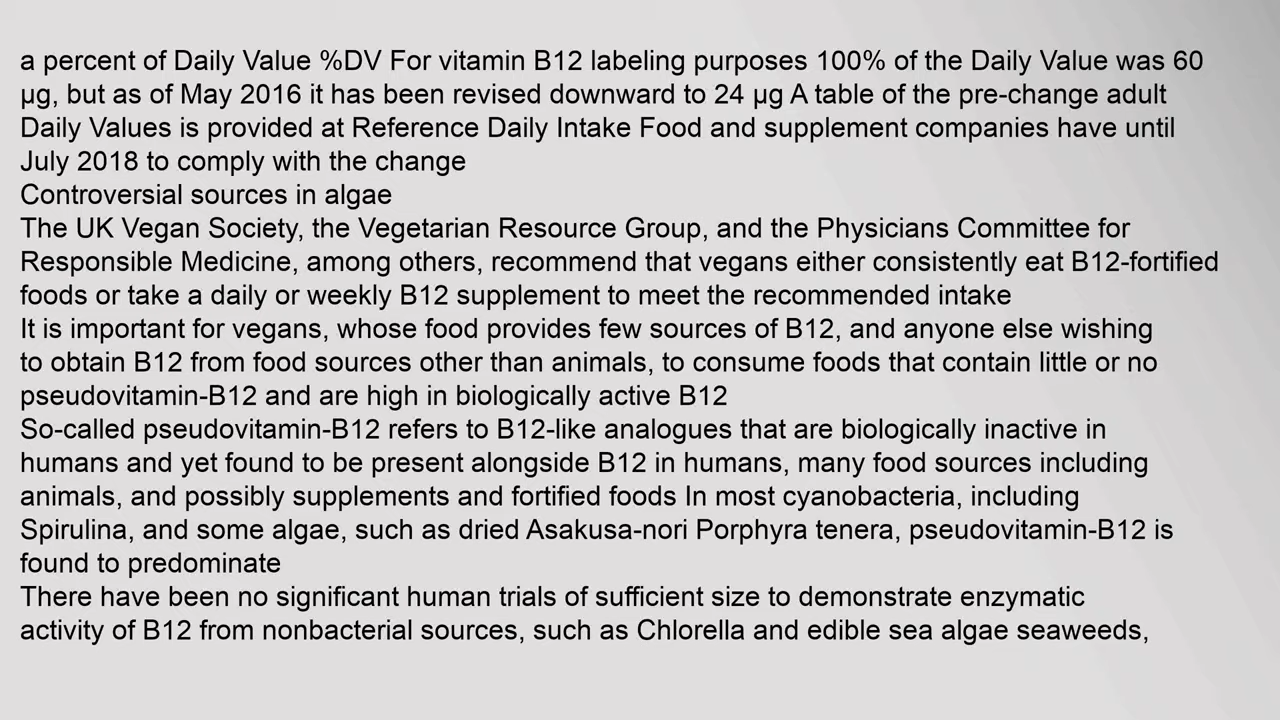 a percent of Daily Value %DV For vitamin B12 labeling purposes 100% of the Daily Value was 60
µg, but as of May 2016 it has been revised downward to 24 µg A table of the pre-change adult
Daily Values is provided at Reference Daily Intake Food and supplement companies have until
July 2018 to comply with the change
Controversial sources in algae
The UK Vegan Society, the Vegetarian Resource Group, and the Physicians Committee for
Responsible Medicine, among others, recommend that vegans either consistently eat B12-fortified
foods or take a daily or weekly B12 supplement to meet the recommended intake
It is important for vegans, whose food provides few sources of B12, and anyone else wishing
to obtain B12 from food sources other than animals, to consume foods that contain little or no
pseudovitamin-B12 and are high in biologically active B12
So-called pseudovitamin-B12 refers to B12-like analogues that are biologically inactive in
humans and yet found to be present alongside B12 in humans, many food sources including
animals, and possibly supplements and fortified foods In most cyanobacteria, including
Spirulina, and some algae, such as dried Asakusa-nori Porphyra tenera, pseudovitamin-B12 is
found to predominate
There have been no significant human trials of sufficient size to demonstrate enzymatic
activity of B12 from nonbacterial sources, such as Chlorella and edible sea algae seaweeds,